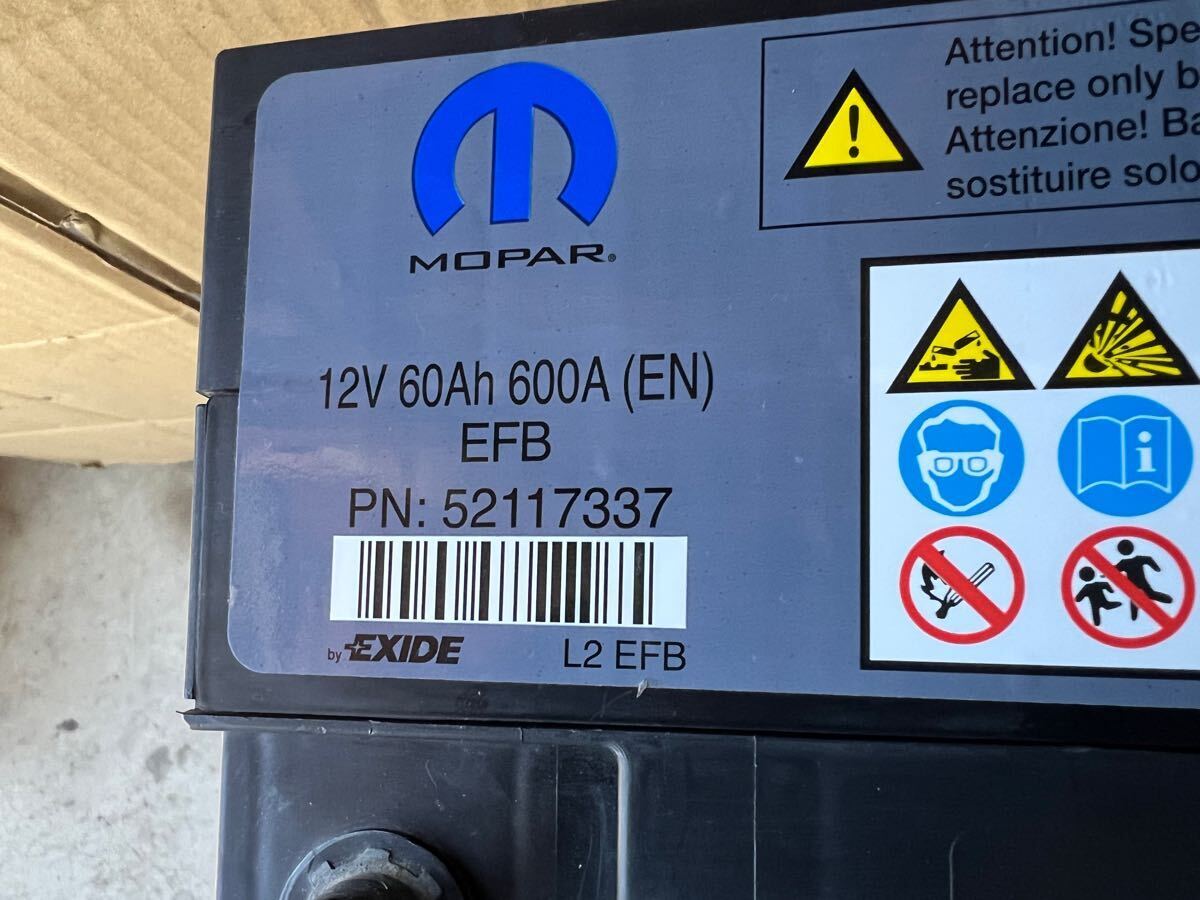 MOPAR®
12V 60Ah 600A (EN)
EFB
PN: 52117337
by EXIDE
L2 EFB
Attention! Spe
replace only b
Attenzione! Ba
sostituire solo